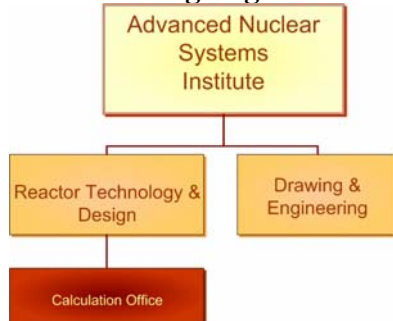 Advanced Nuclear
Systems
Institute
Reactor Technology &
Design
Drawing &
Engineering
Calculation Office